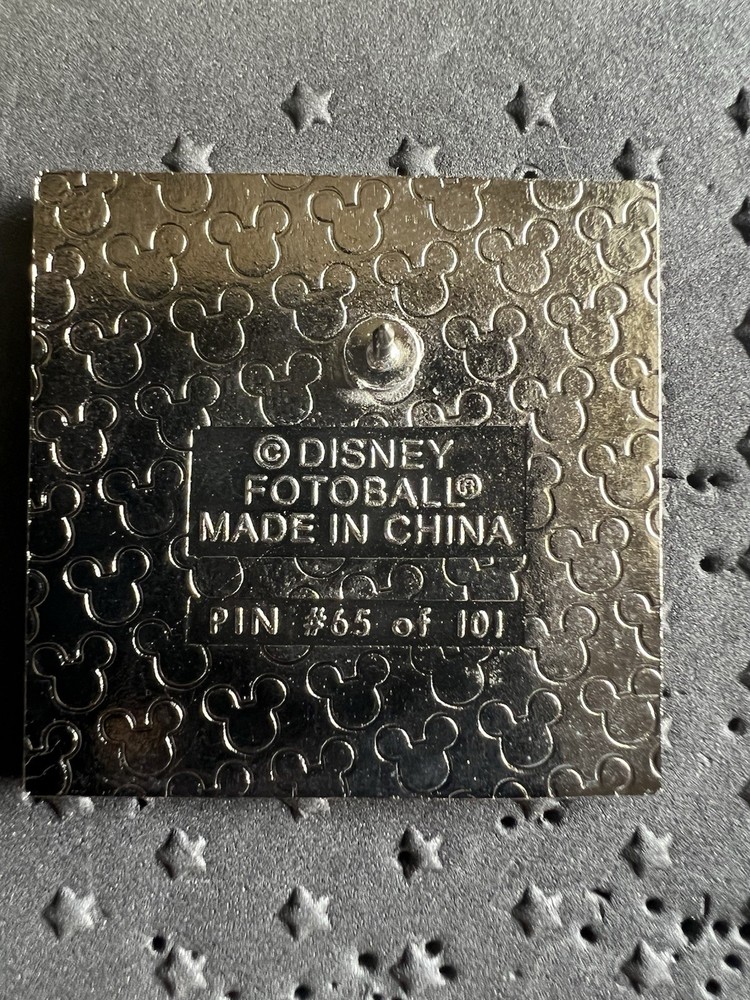 © DISNEY
FOTOBALL®
MADE IN CHINA
PIN #65 of 101